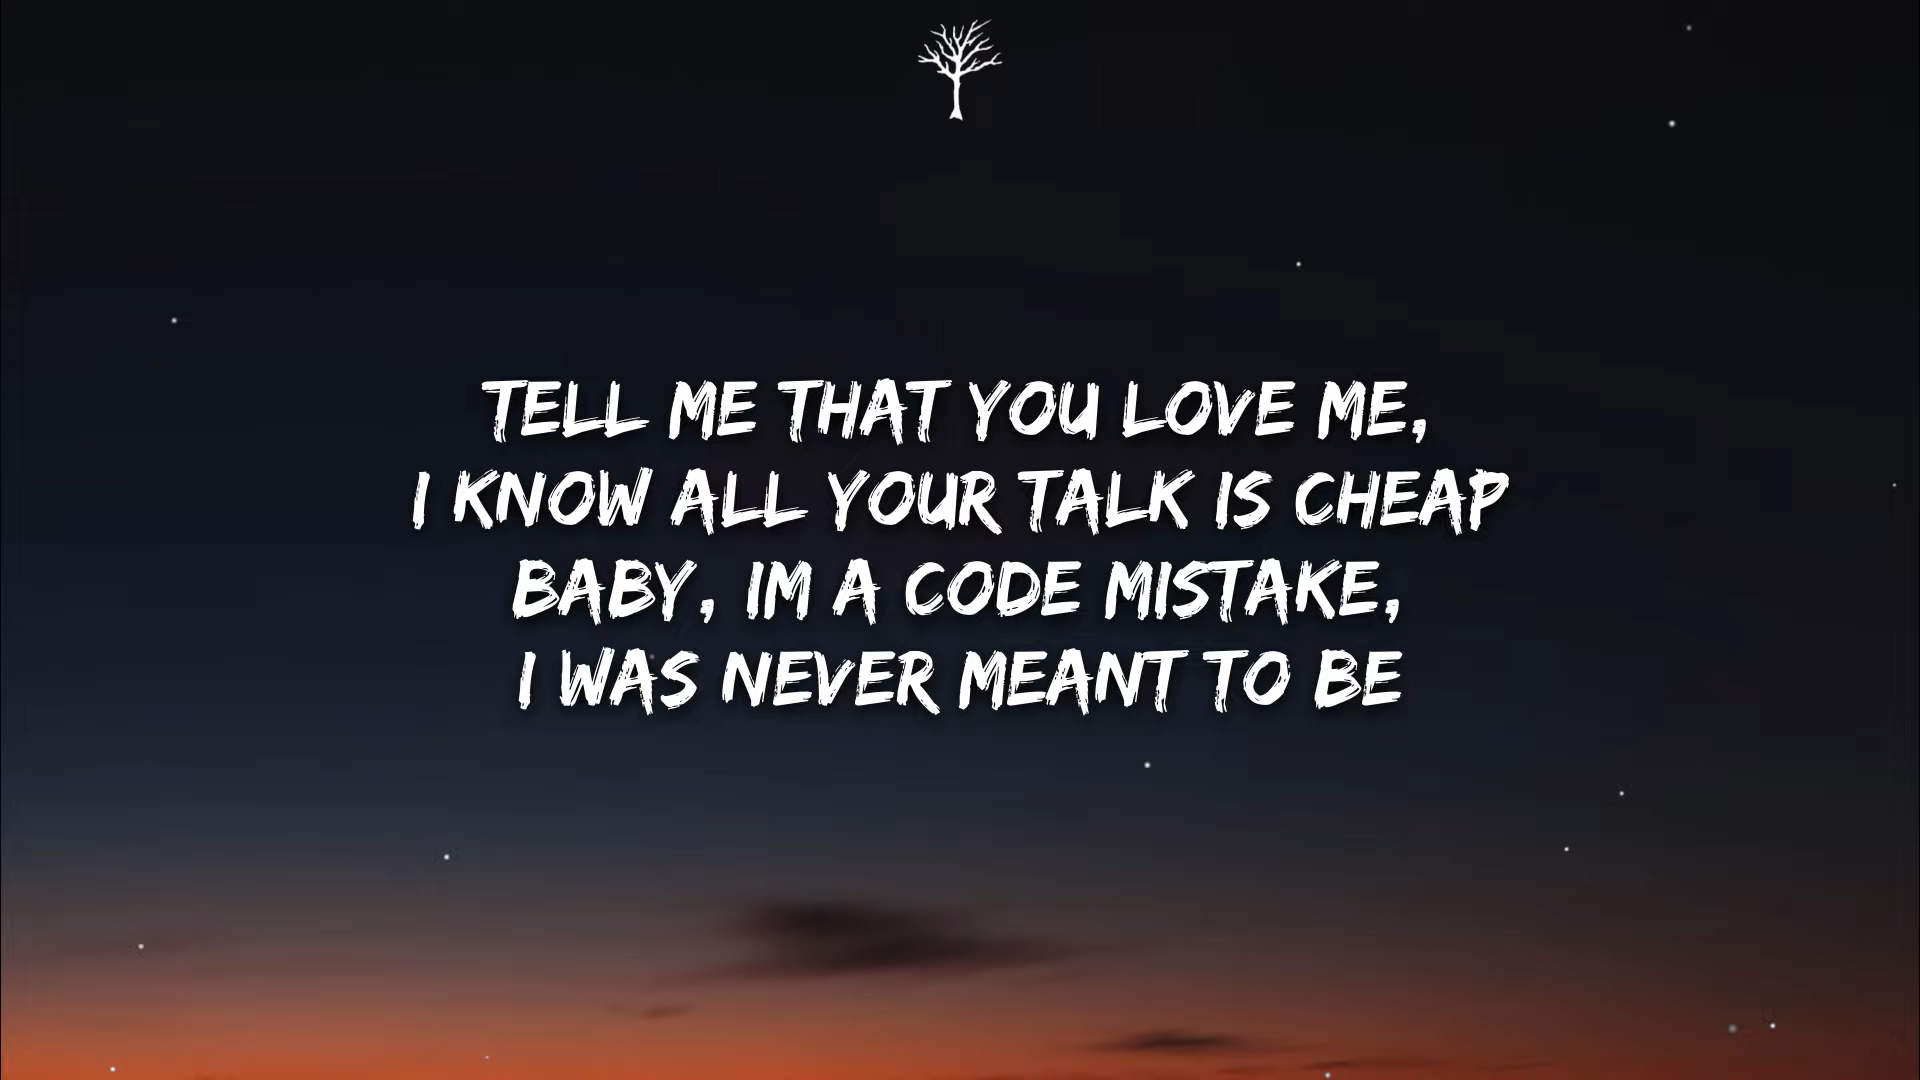 TELL ME THAT YOU LOVE ME,
I KNOW ALL YOUR TALK IS CHEAP
BABY, IM A CODE MISTAKE,
I WAS NEVER MEANT TO BE